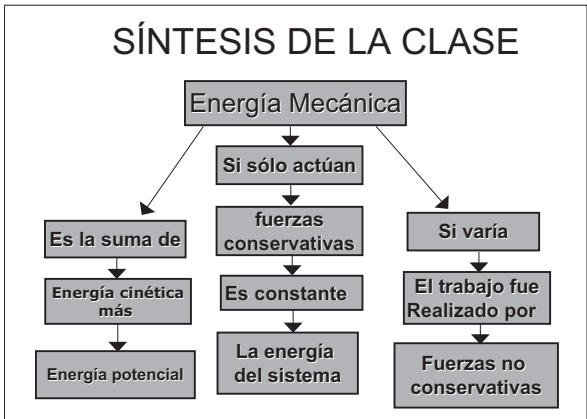 SÍNTESIS DE LA CLASE
Energía Mecánica
Es la suma de
Energía cinética
más
Energía potencial
Si sólo actúan
fuerzas
conservativas
Es constante
La energía
del sistema
Si varía
El trabajo fue
Realizado por
Fuerzas no
conservativas